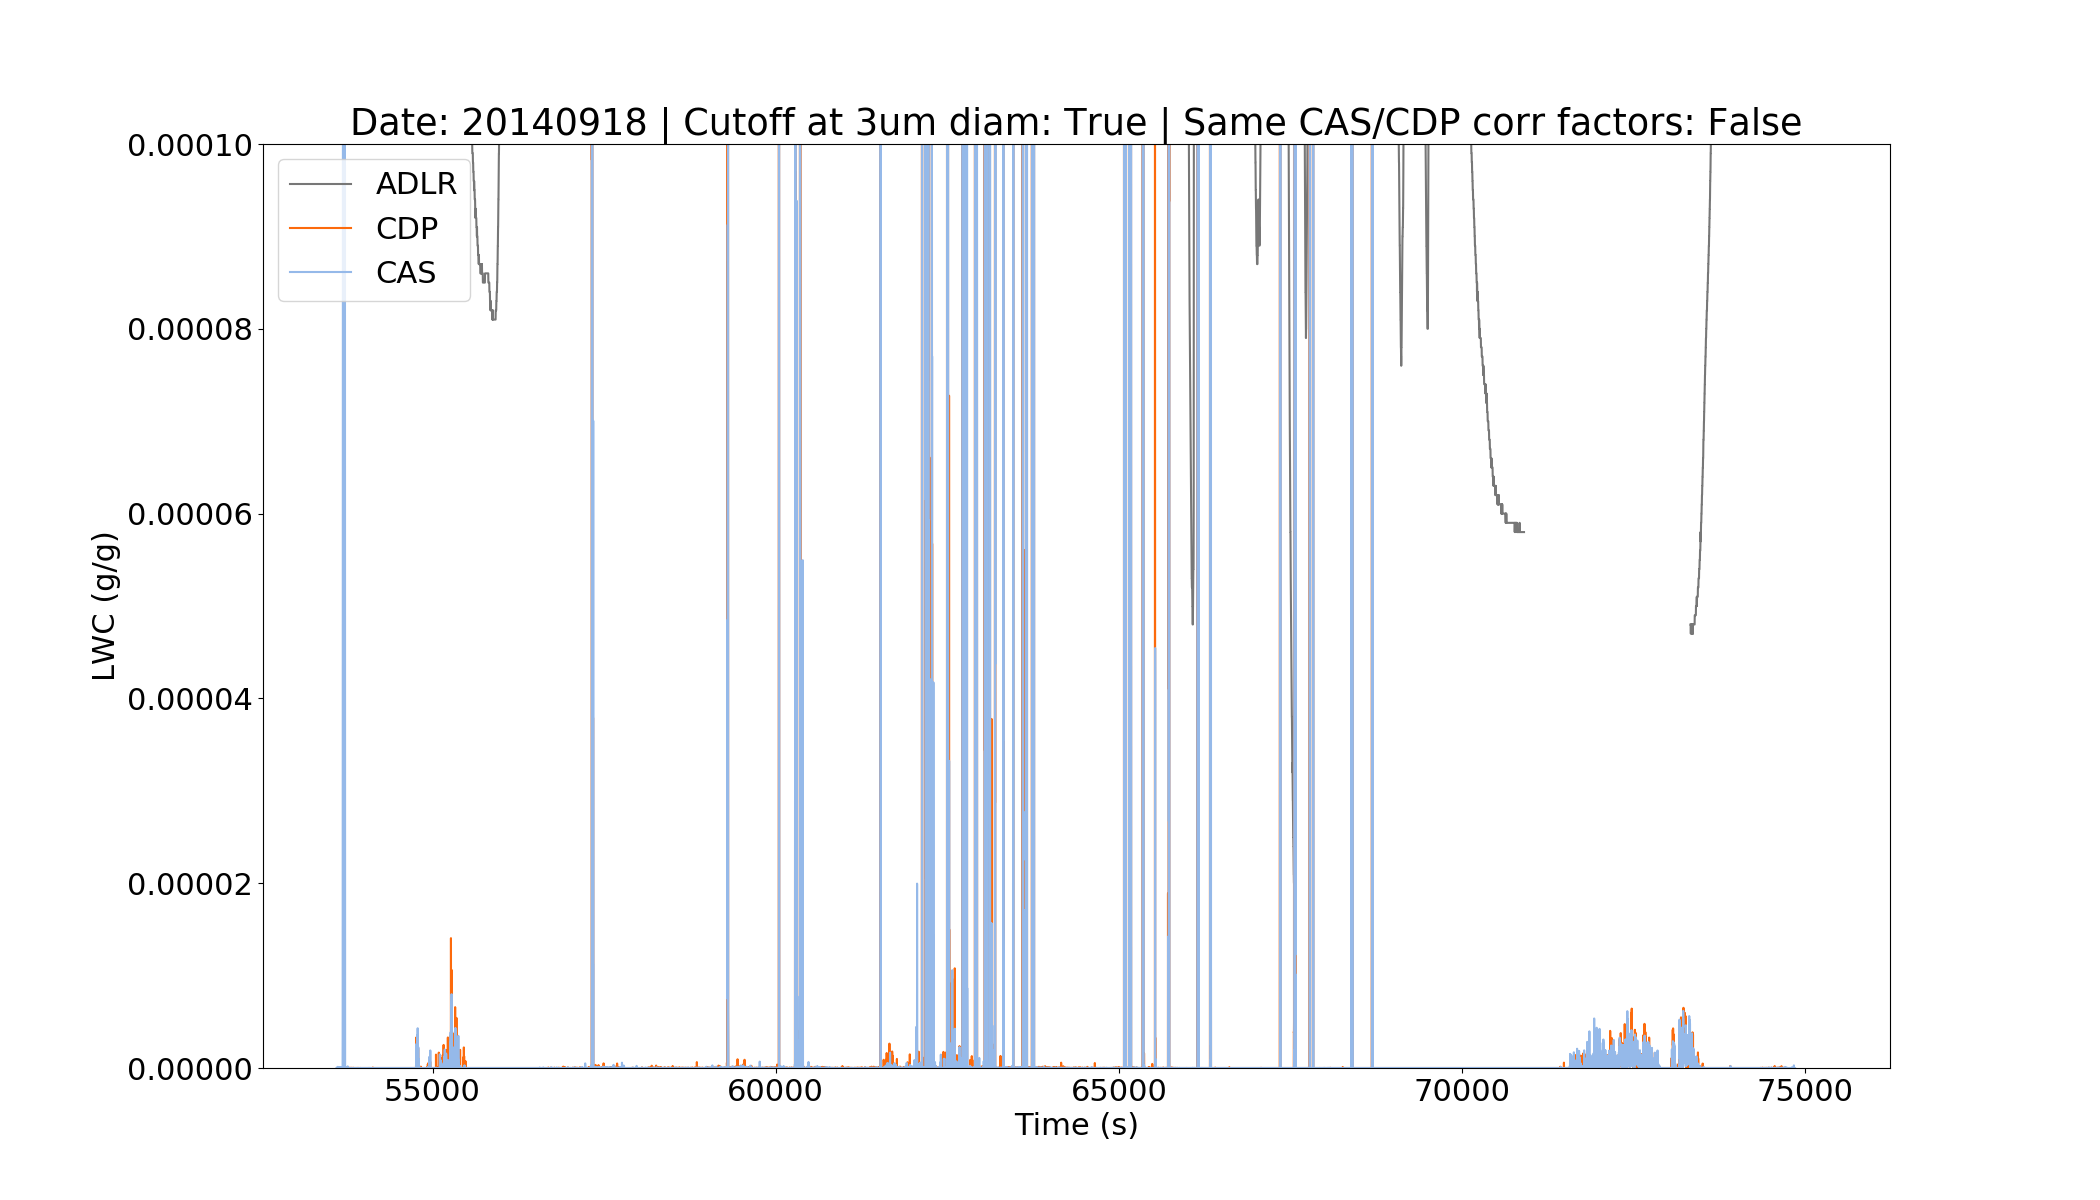 Date: 20140918 | Cutoff at 3um diam: True | Same CAS/CDP corr factors: False
0.00010
0.00008
0.00006
0.00004
0.00002
0.00000
LWC (g/g)
ADLR
CDP
CAS
55000 60000 65000 70000 75000
Time (s)